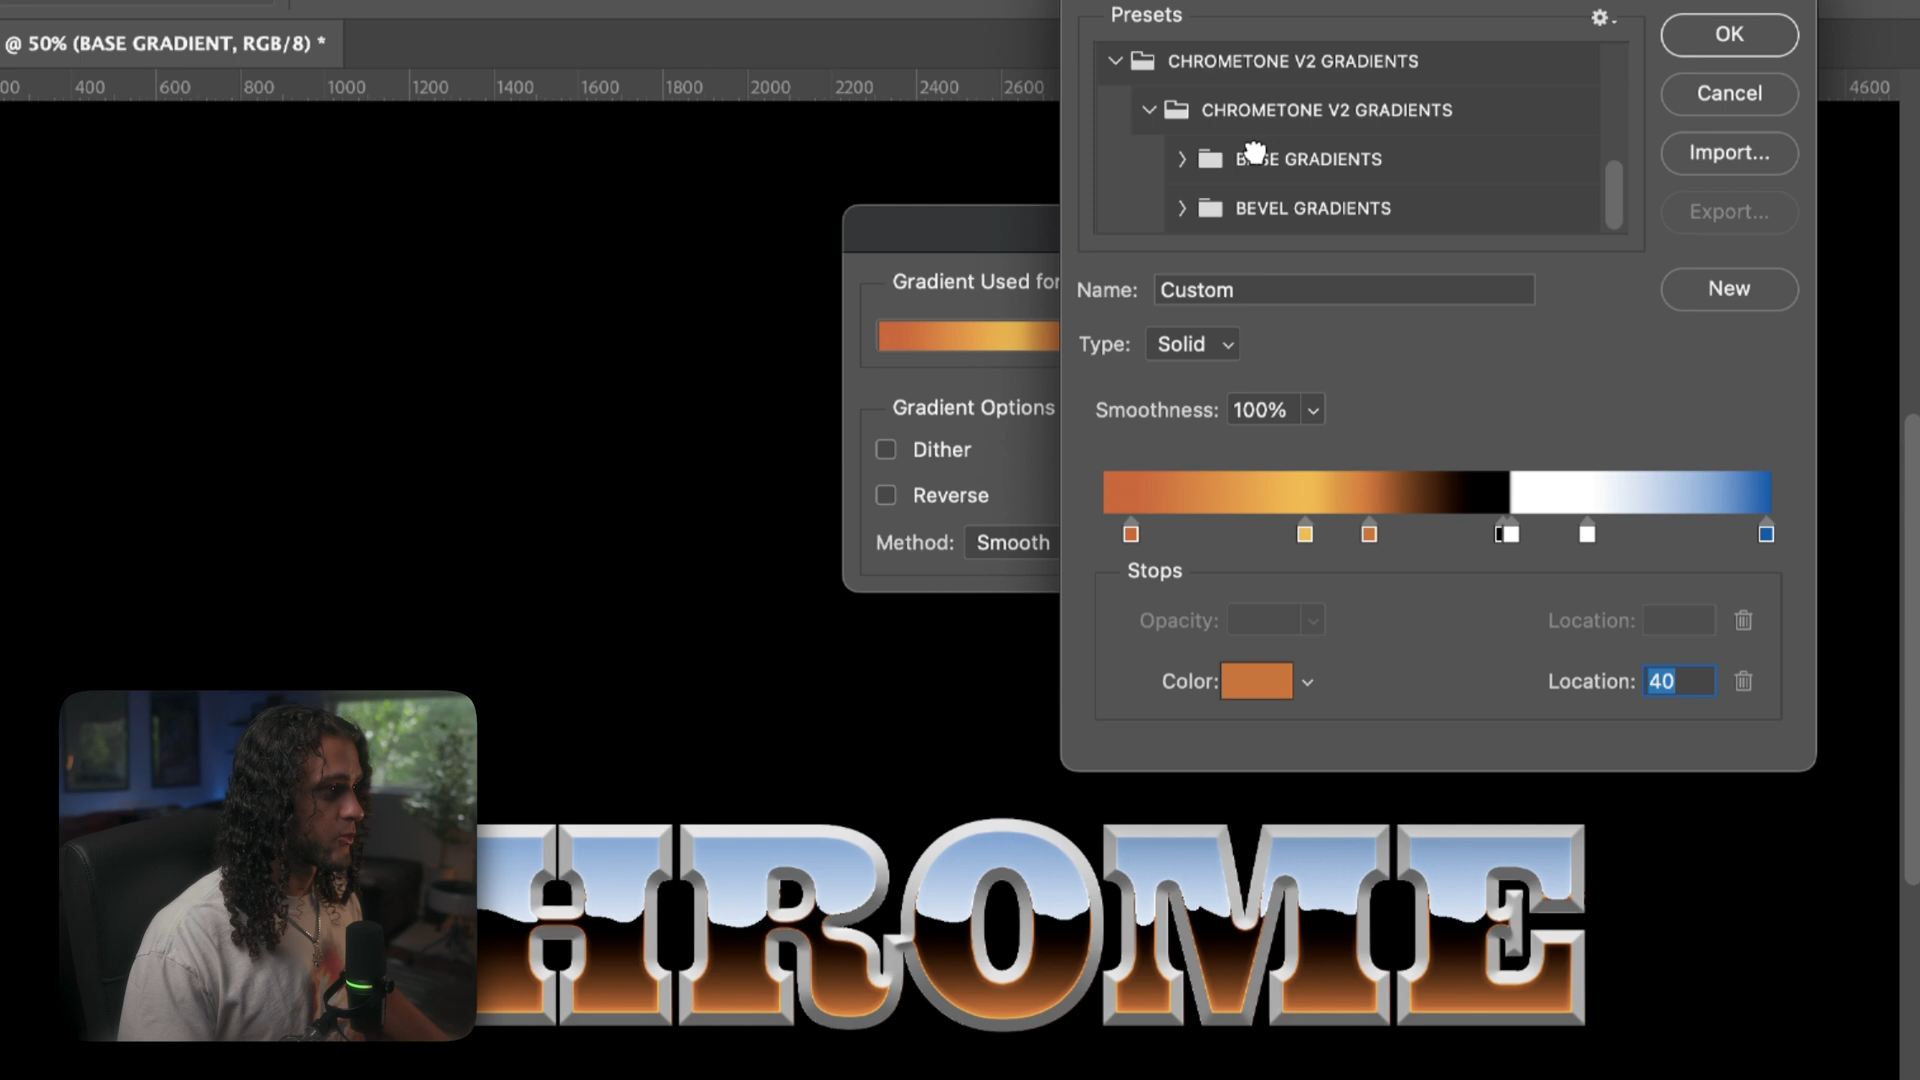 @ 50% (BASE GRADIENT, RGB/8) *
00 400 600 800 1000 1200 1400 1600 1800 2000 2200 2400 2600 4600
Presets
CHROMETONE V2 GRADIENTS
CHROMETONE V2 GRADIENTS
BASE GRADIENTS
BEVEL GRADIENTS
OK
Cancel
Import...
Export...
New
Gradient Used for
Gradient Options
Dither
Reverse
Method: Smooth
Name: Custom
Type: Solid
Smoothness: 100%
Stops
Opacity: Location:
Color: Location: 40
HROME